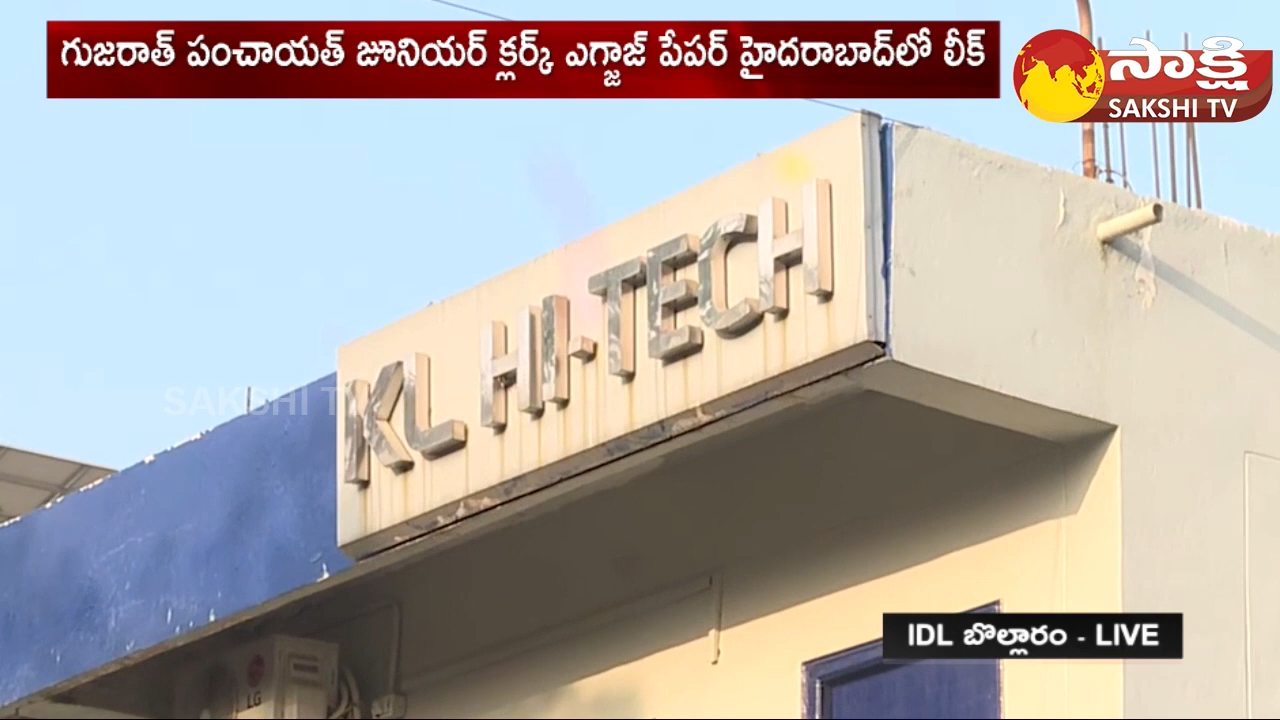 గుజరాత్ పంచాయత్ జూనియర్ క్లర్క్ ఎగ్జాజ్ పేపర్ హైదరాబాద్‌లో లీక్
సాక్షి
SAKSHI TV
KL HI-TECH
SAKSHI TV
LG
IDL బొల్లారం - LIVE